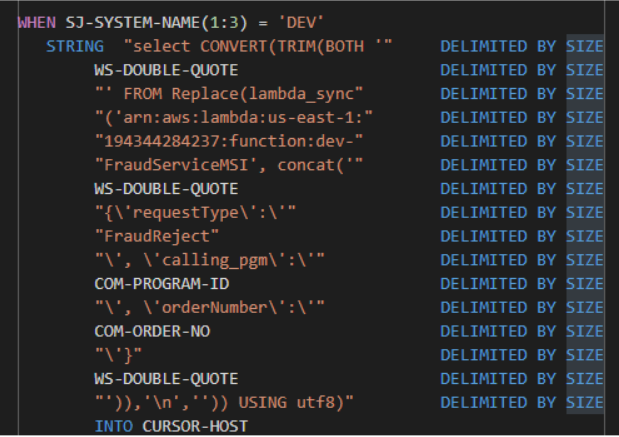 WHEN SJ-SYSTEM-NAME(1:3) = 'DEV'
STRING "select CONVERT(TRIM(BOTH '" DELIMITED BY SIZE
WS-DOUBLE-QUOTE DELIMITED BY SIZE
"' FROM Replace(lambda_sync" DELIMITED BY SIZE
"('arn:aws:lambda:us-east-1:" DELIMITED BY SIZE
"194344284237:function:dev-" DELIMITED BY SIZE
"FraudServiceMSI', concat('" DELIMITED BY SIZE
WS-DOUBLE-QUOTE DELIMITED BY SIZE
"{\'requestType\':\'" DELIMITED BY SIZE
"FraudReject" DELIMITED BY SIZE
"\', \'calling_pgm\':\'" DELIMITED BY SIZE
COM-PROGRAM-ID DELIMITED BY SIZE
"\', \'orderNumber\':\'" DELIMITED BY SIZE
COM-ORDER-NO DELIMITED BY SIZE
"\'}" DELIMITED BY SIZE
WS-DOUBLE-QUOTE DELIMITED BY SIZE
"')),'\n','')) USING utf8)" DELIMITED BY SIZE
INTO CURSOR-HOST